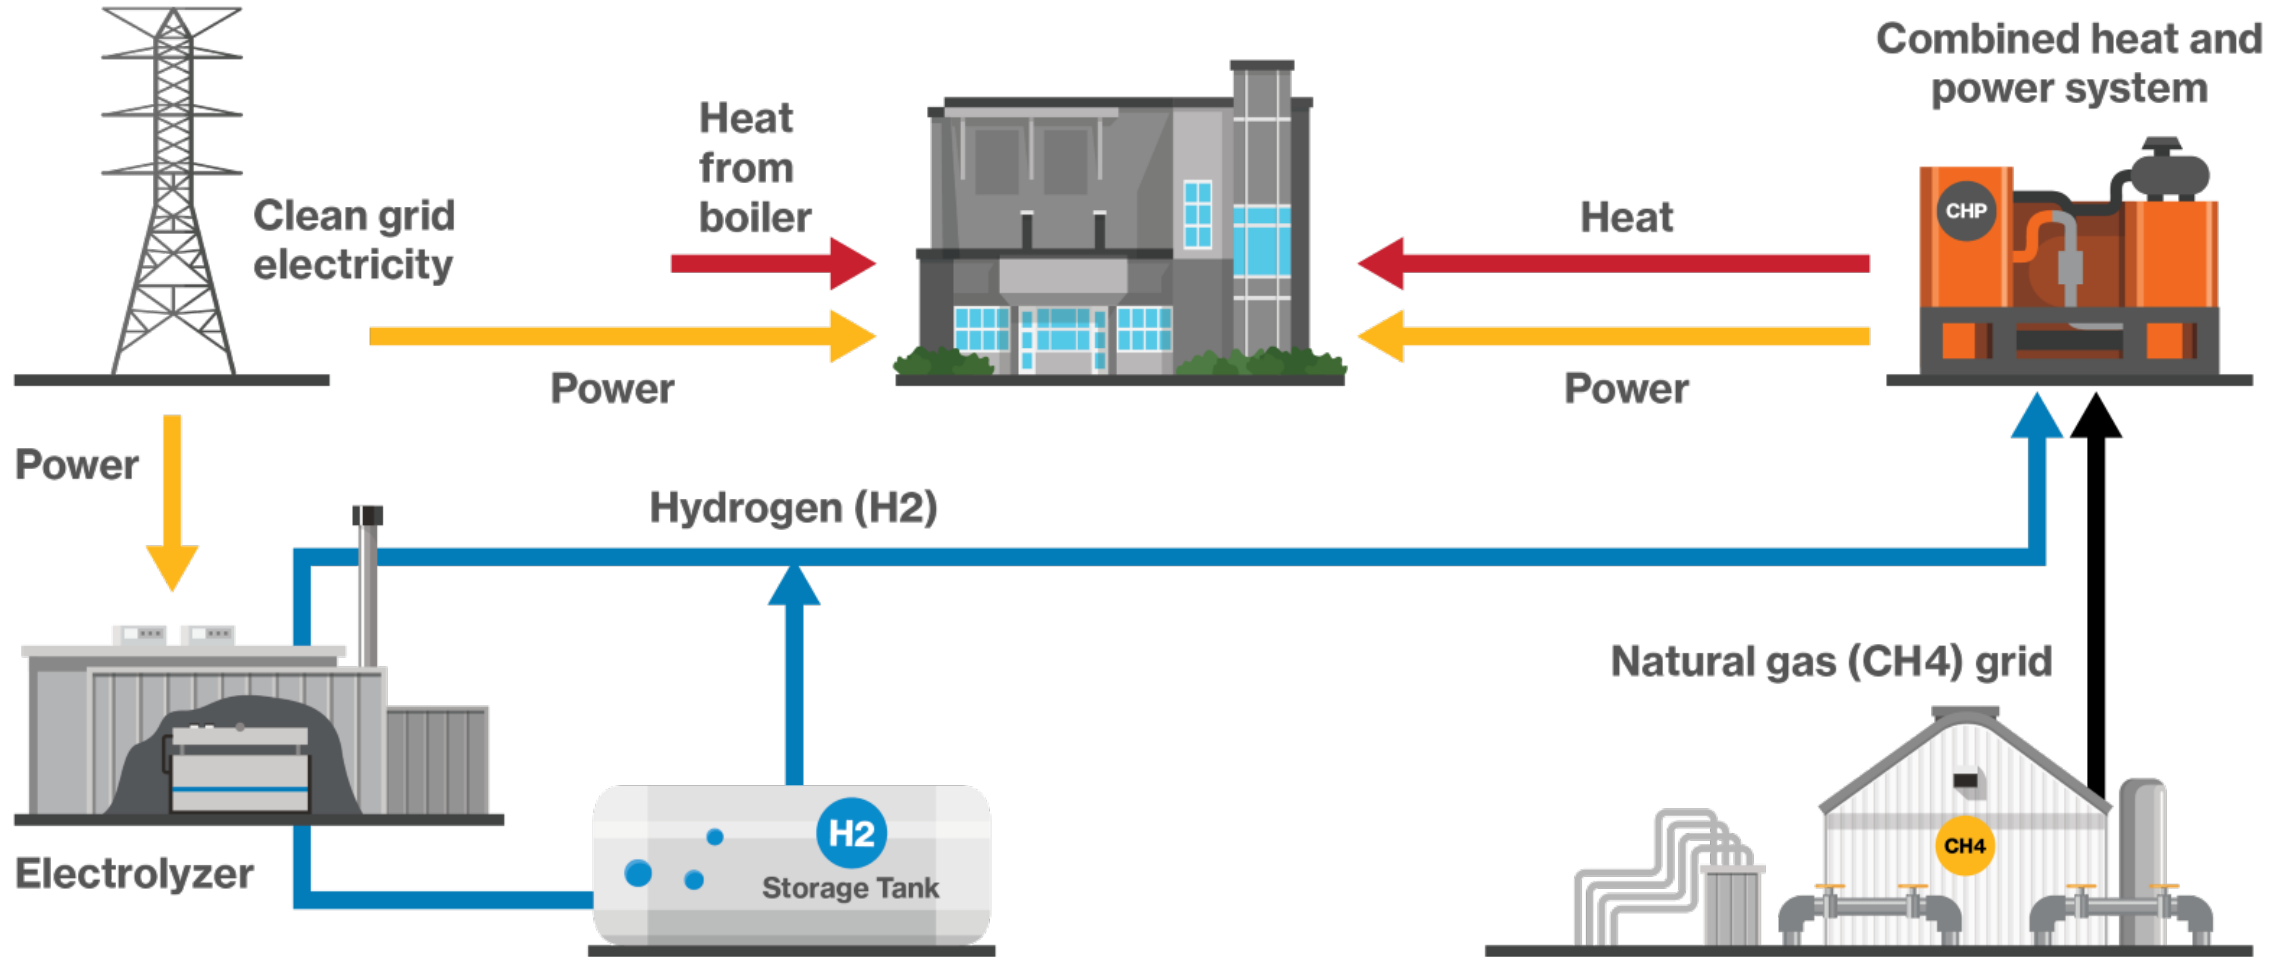 Combined heat and
power system
Heat
from
boiler
Clean grid
electricity
CHP
Heat
Power
Power
Power
Hydrogen (H2)
Natural gas (CH4) grid
H2
Storage Tank
CH4
Electrolyzer